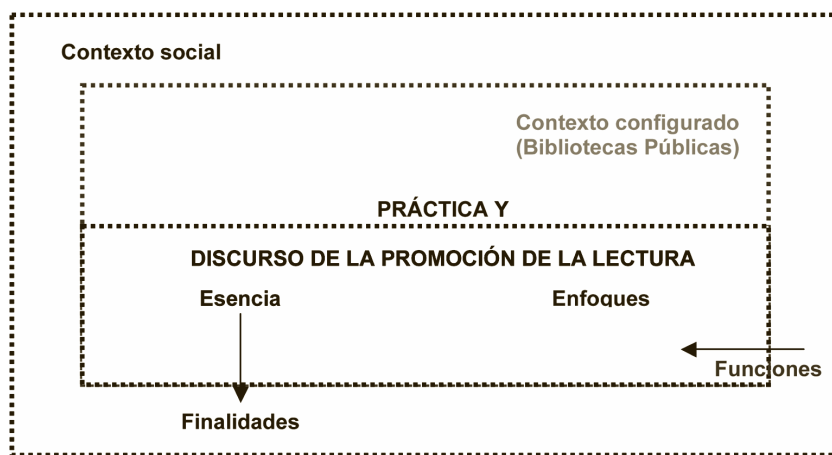 Contexto social
Contexto configurado
(Bibliotecas Públicas)
PRÁCTICA Y
DISCURSO DE LA PROMOCIÓN DE LA LECTURA
Esencia
Enfoques
Funciones
Finalidades